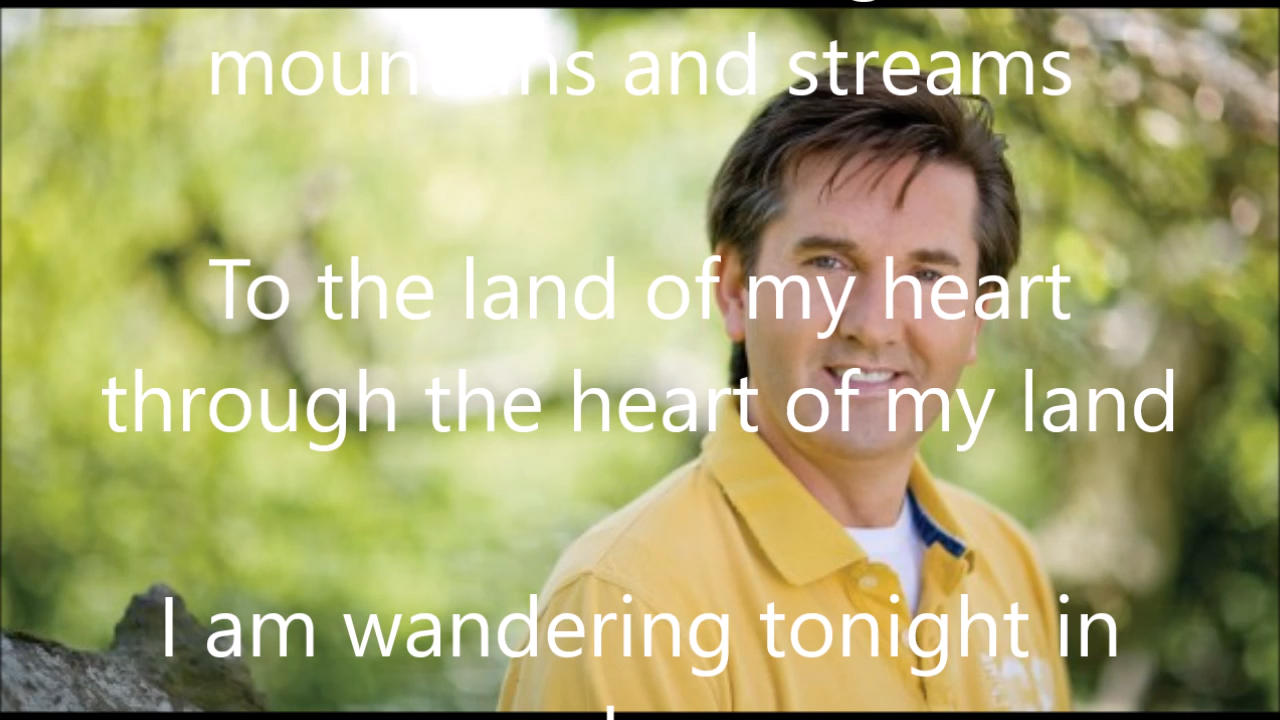 mountains and streams
To the land of my heart
through the heart of my land
I am wandering tonight in